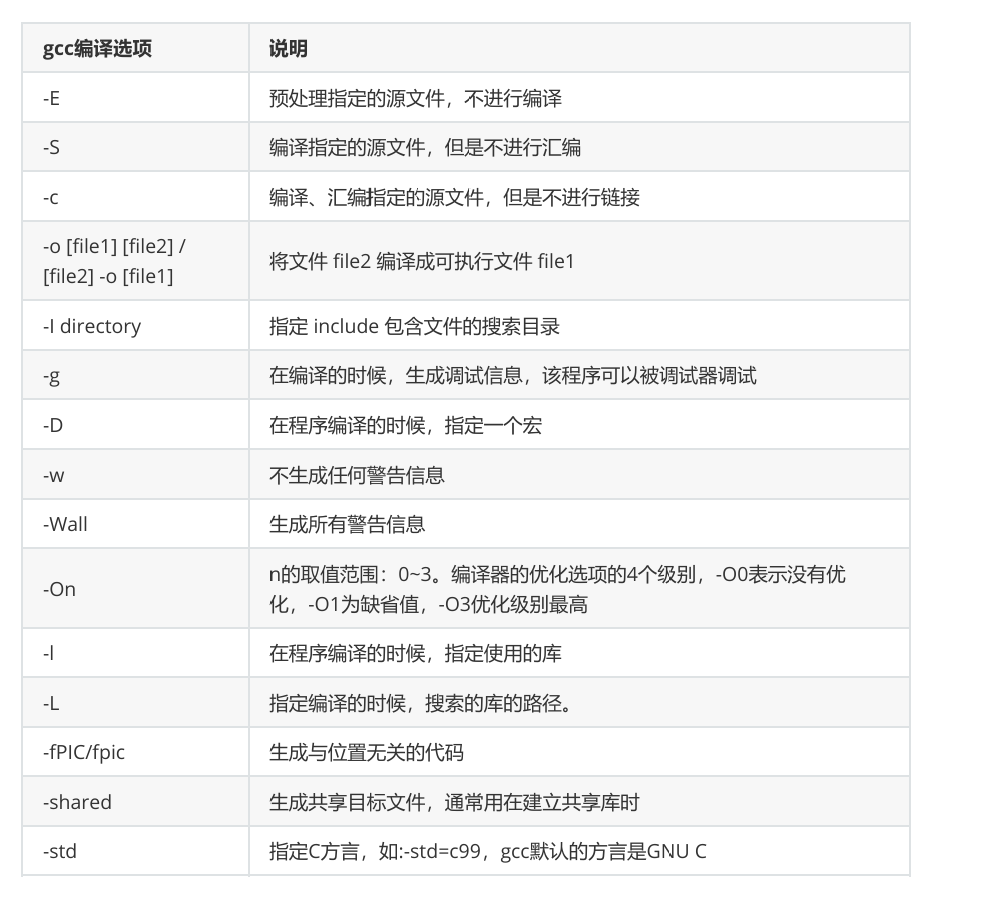 gcc编译选项 说明
-E 预处理指定的源文件，不进行编译
-S 编译指定的源文件，但是不进行汇编
-c 编译、汇编指定的源文件，但是不进行链接
-o [file1] [file2] /
[file2] -o [file1]
将文件 file2 编译成可执行文件 file1
-I directory 指定 include 包含文件的搜索目录
-g 在编译的时候，生成调试信息，该程序可以被调试器调试
-D 在程序编译的时候，指定一个宏
-w 不生成任何警告信息
-Wall 生成所有警告信息
-On
n的取值范围：0~3。编译器的优化选项的4个级别，-O0表示没有优
化，-O1为缺省值，-O3优化级别最高
-l 在程序编译的时候，指定使用的库
-L 指定编译的时候，搜索的库的路径。
-fPIC/fpic 生成与位置无关的代码
-shared 生成共享目标文件，通常用在建立共享库时
-std 指定C方言，如:-std=c99，gcc默认的方言是GNU C